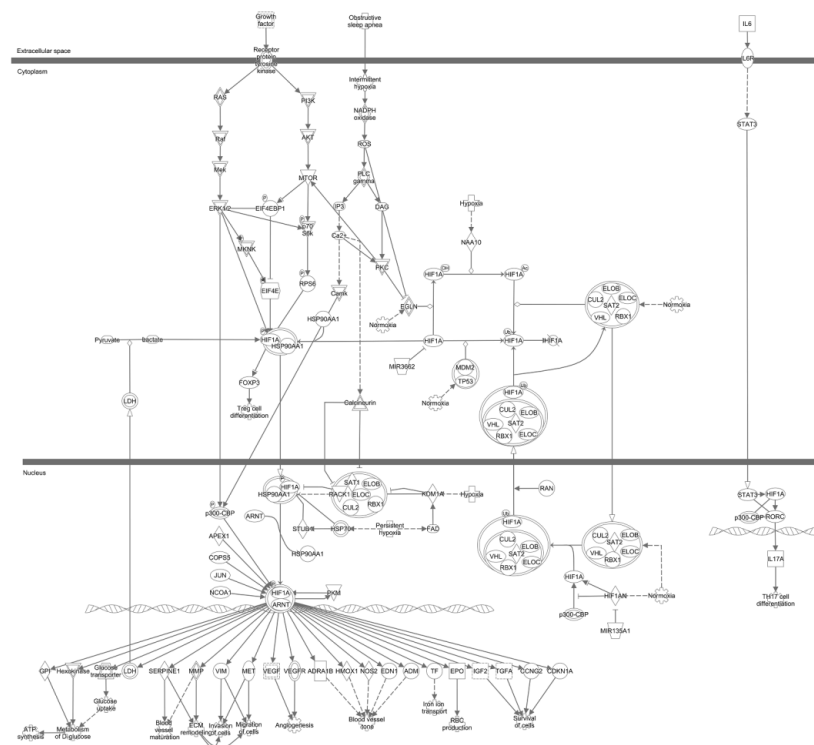 Growth
factor
Obstructive
sleep apnea
IL6
Extracellular space
Cytoplasm
Receptor
protein
tyrosine
kinase
Intermittent
hypoxia
IL6R
RAS
PI3K
NADPH
oxidase
STAT3
Raf
AKT
ROS
Mek
MTOR
PLC
gamma
ERK1/2
EIF4EBP1
p70
S6k
IP3
DAG
Hypoxia
MKNK
Ca2+
NAA10
PKC
HIF1A
OH
HIF1A
Ac
EIF4E
RPS6
Camk
EGLN
ELOB
CUL2
ELOC
SAT2
VHL
RBX1
Normoxia
HSP90AA1
Normoxia
Pyruvate
lactate
HIF1A
HSP90AA1
HIF1A
HIF1A
HIF1A
MIR3662
MDM2
TP53
FOXP3
Normoxia
HIF1A
Treg cell
differentiation
LDH
Calcineurin
CUL2
ELOB
SAT2
VHL
ELOC
RBX1
Nucleus
HIF1A
HSP90AA1
RACK1
SAT1
ELOB
ELOC
RBX1
CUL2
KDM1A
Hypoxia
RAN
STAT3
HIF1A
p300-CBP
ARNT
STUB1
HSP70
Persistent
hypoxia
FAD
HIF1A
p300-CBP
RORC
APEX1
HSP90AA1
CUL2
ELOB
SAT2
VHL
ELOC
RBX1
CUL2
ELOB
SAT2
VHL
ELOC
RBX1
COPS5
IL17A
JUN
HIF1A
NCOA1
HIF1A
ARNT
PKM
HIF1AN
Normoxia
TH17 cell
differentiation
p300-CBP
MIR135A1
GPI
Hexokinase
Glucose
transporter
LDH
SERPINE1
MMP
VIM
MET
VEGF
VEGFR
ADRA1B
HMOX1
NOS2
EDN1
ADM
TF
EPO
IGF2
TGFA
CCNG2
CDKN1A
Glucose
uptake
Iron ion
transport
ATP
synthesis
Metabolism
of D-glucose
Blood
vessel
maturation
ECM
remodeling
Invasion
of cells
Migration
of cells
Angiogenesis
Blood vessel
tone
RBC
production
Survival of
cells